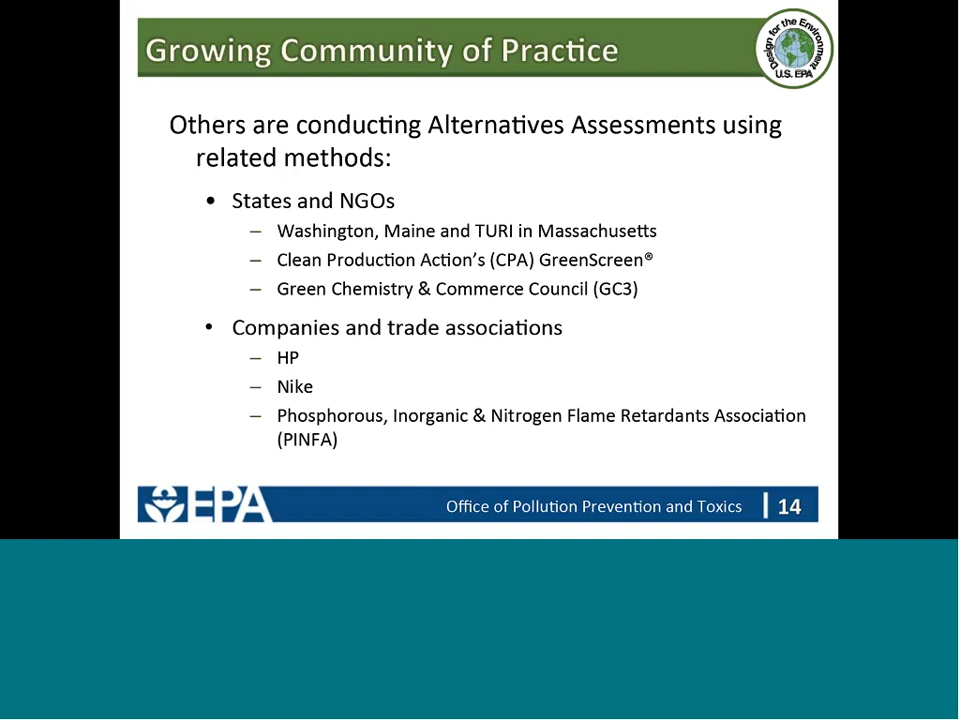 Growing Community of Practice
Design for the Environment
U.S. EPA
Others are conducting Alternatives Assessments using
related methods:
• States and NGOs
– Washington, Maine and TURI in Massachusetts
– Clean Production Action's (CPA) GreenScreen®
– Green Chemistry & Commerce Council (GC3)
• Companies and trade associations
– HP
– Nike
– Phosphorous, Inorganic & Nitrogen Flame Retardants Association
(PINFA)
EPA
Office of Pollution Prevention and Toxics | 14